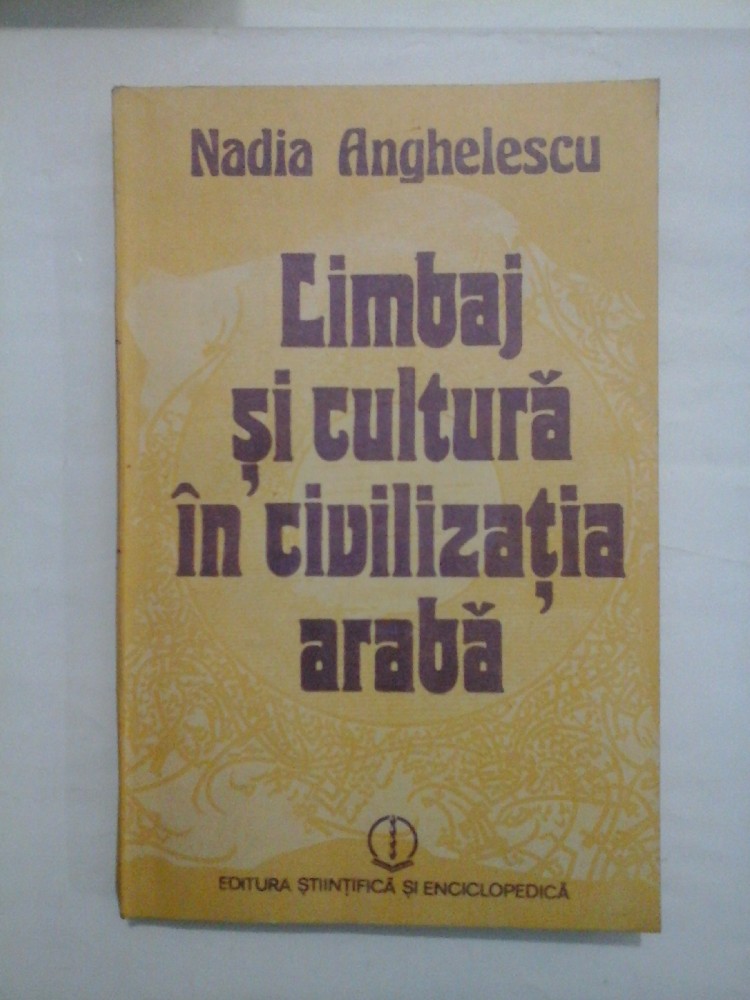 Nadia Anghelescu
Limbaj
și cultură
în civilizația
arabă
EDITURA ȘTIINȚIFICĂ ȘI ENCICLOPEDICĂ